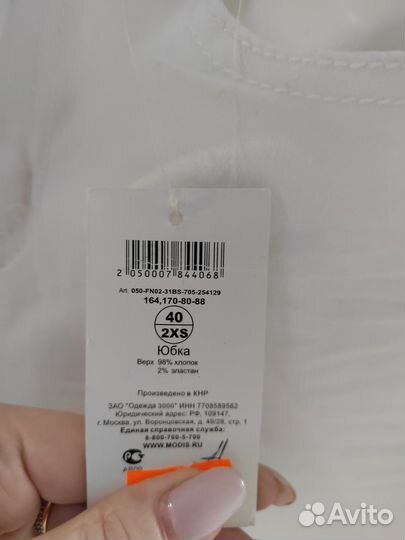 2 050007 844068
Art. 050-FN02-31BS-705-254129
164,170-80-88
40
2XS
Юбка
Верх 98% хлопок
2% эластан
Произведено в КНР
ЗАО "Одежда 3000" ИНН 7708589562
Юридический адрес: РФ, 109147,
г. Москва, ул. Воронцовская, д. 49/28, стр. 1
Единая справочная служба
8-800-700-5-700
WWW.MODIS.RU
Avito